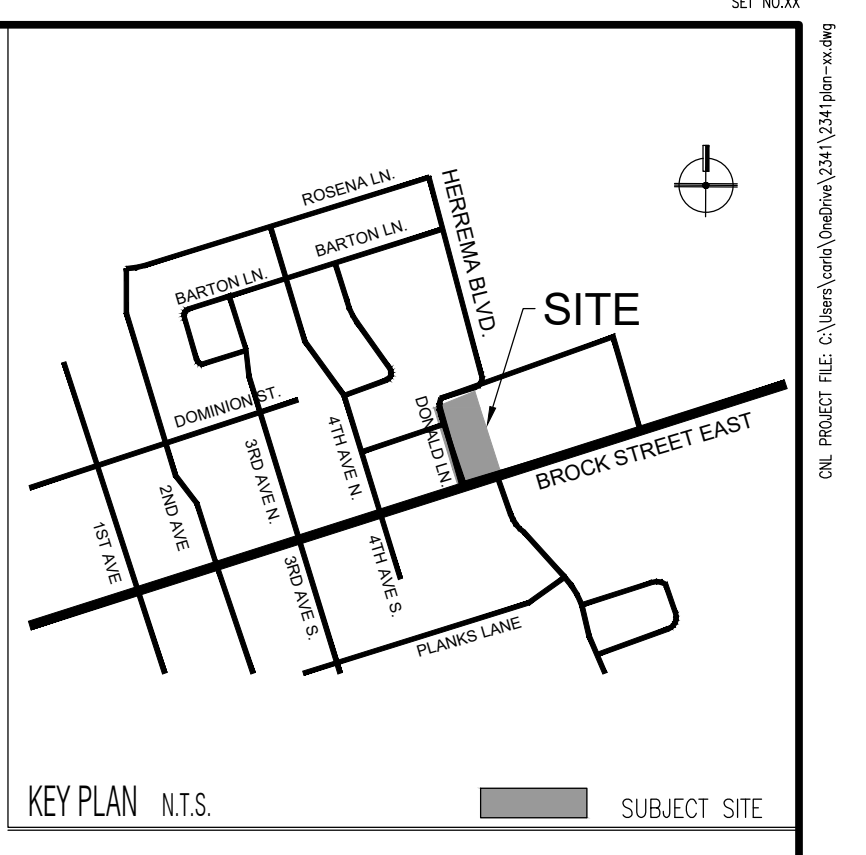 SET NO.XX
CNL PROJECT FILE: C:\Users\carla\OneDrive\2341\2341plan-xx.dwg
ROSENA LN.
HERREMA BLVD.
BARTON LN.
BARTON LN.
SITE
DOMINION ST.
DONALD LN.
4TH AVE N.
3RD AVE N.
2ND AVE
1ST AVE
BROCK STREET EAST
3RD AVE S.
4TH AVE S.
PLANKS LANE
KEY PLAN N.T.S.
SUBJECT SITE